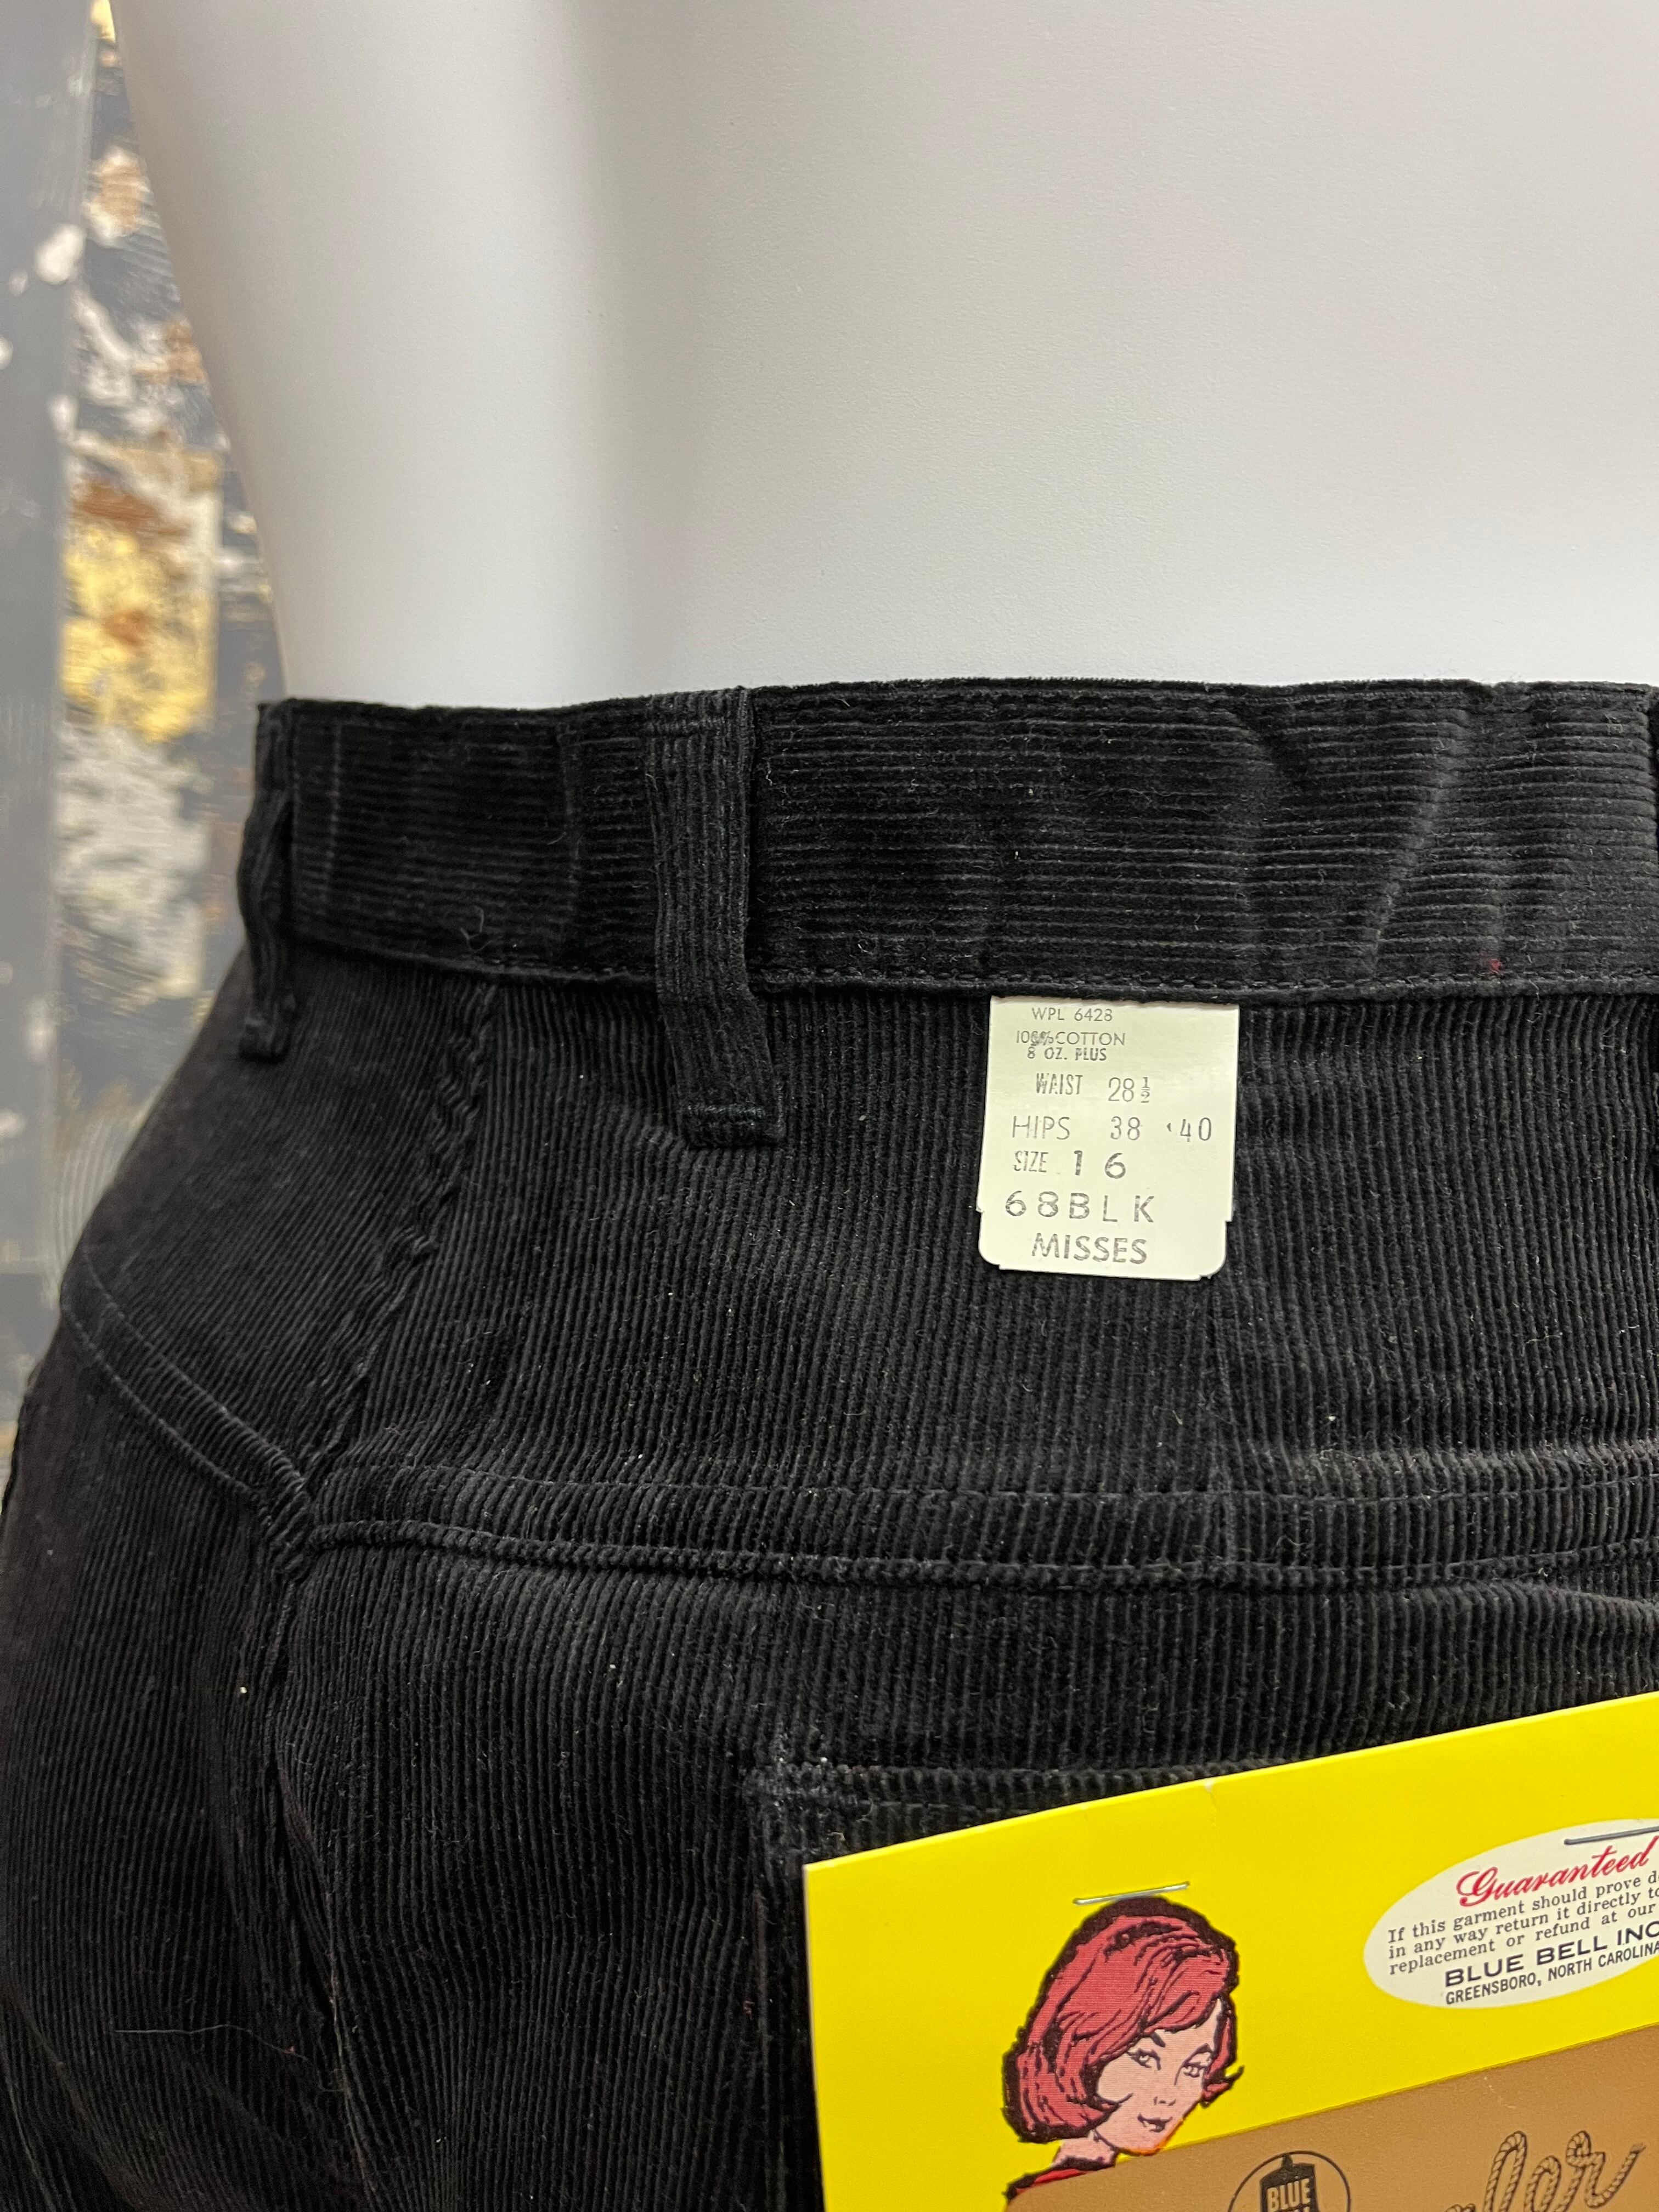 WPL 6428
100% COTTON
8 OZ. PLUS
WAIST 28½
HIPS 38 40
SIZE 16
68BLK
MISSES
Guaranteed
If this garment should prove
in any way return it directly
replacement or refund at our
BLUE BELL INC
GREENSBORO, NORTH CAROLINA
BLUE